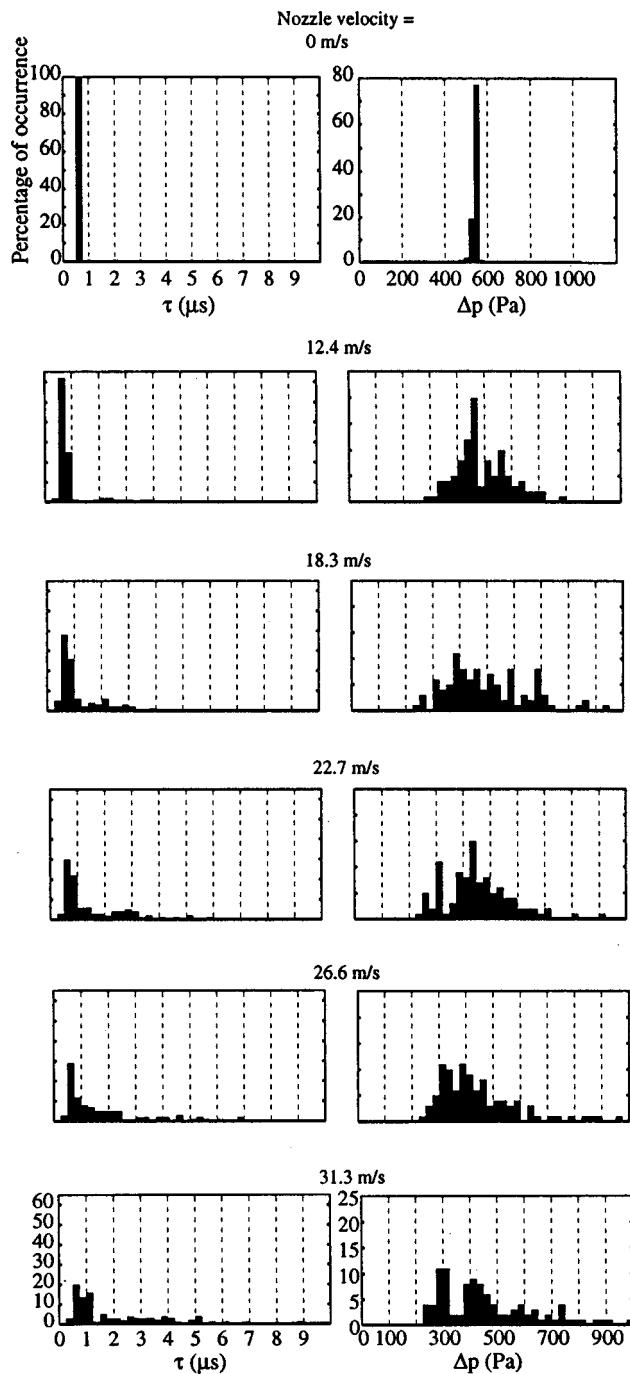 Nozzle velocity =
0 m/s
Percentage of occurrence
100
80
60
40
20
0
0 1 2 3 4 5 6 7 8 9
τ (μs)
80
60
40
20
0
0 200 400 600 800 1000
Δp (Pa)
12.4 m/s
18.3 m/s
22.7 m/s
26.6 m/s
31.3 m/s
60
50
40
30
20
10
0
0 1 2 3 4 5 6 7 8 9
τ (μs)
25
20
15
10
5
0
0 100 300 500 700 900
Δp (Pa)